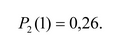 P₂(1) = 0,26.